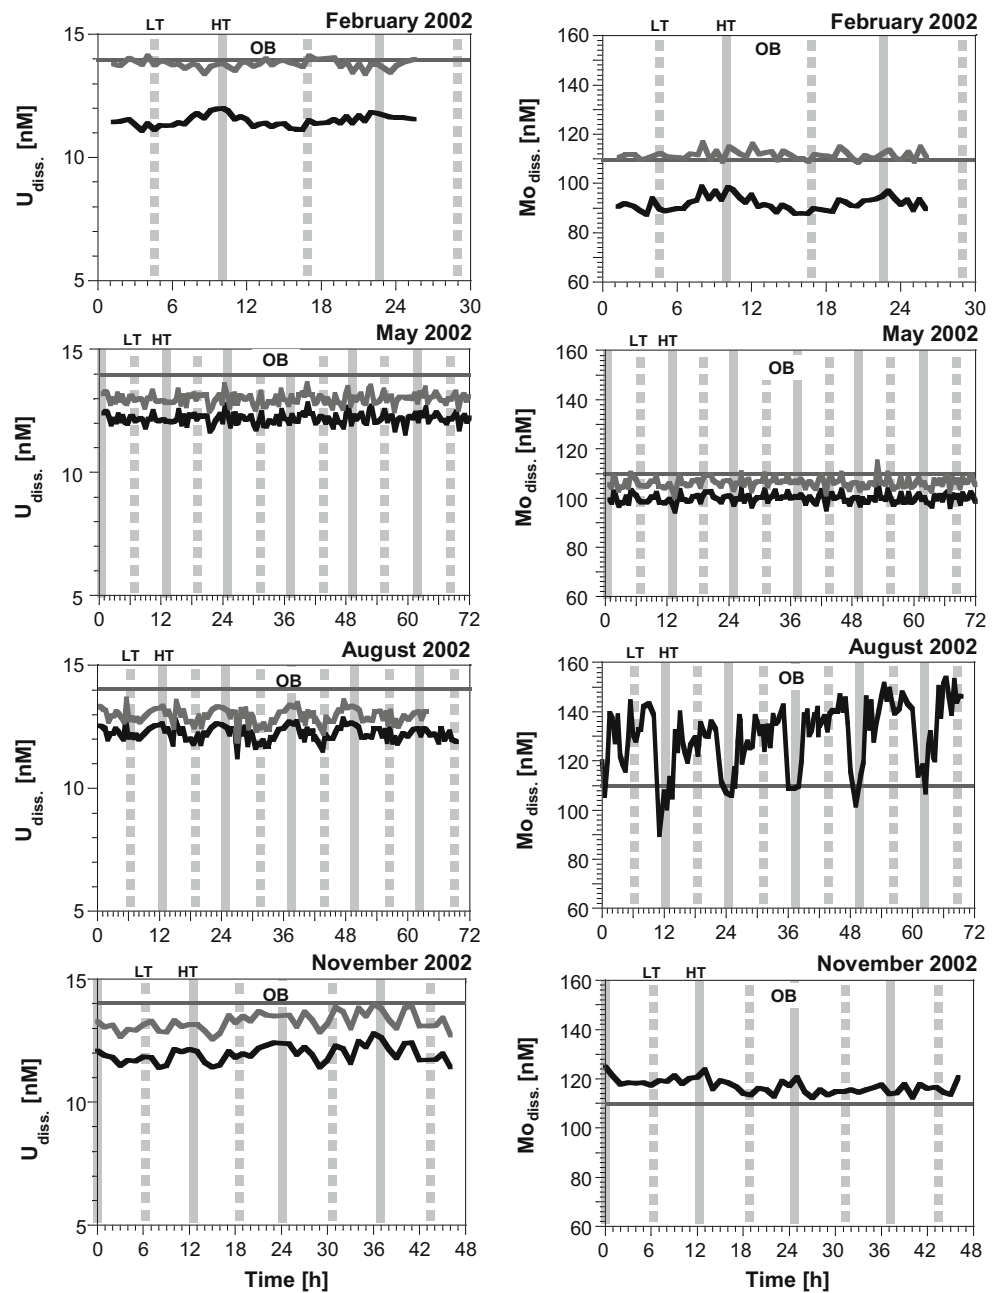 February 2002
LT HT
OB
15
10
5
U diss. [nM]
0 6 12 18 24 30
February 2002
LT HT
OB
160
140
120
100
80
60
Mo diss. [nM]
0 6 12 18 24 30
May 2002
LT HT
OB
15
10
5
U diss. [nM]
0 12 24 36 48 60 72
May 2002
LT HT
OB
160
140
120
100
80
60
Mo diss. [nM]
0 12 24 36 48 60 72
August 2002
LT HT
OB
15
10
5
U diss. [nM]
0 12 24 36 48 60 72
August 2002
LT HT
OB
160
140
120
100
80
60
Mo diss. [nM]
0 12 24 36 48 60 72
November 2002
LT HT
OB
15
10
5
U diss. [nM]
0 6 12 18 24 30 36 42 48
Time [h]
November 2002
LT HT
OB
160
140
120
100
80
60
Mo diss. [nM]
0 6 12 18 24 30 36 42 48
Time [h]